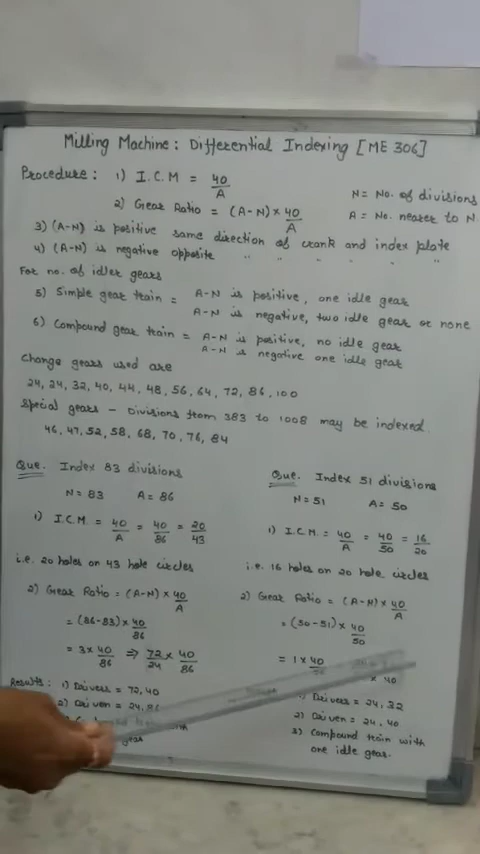 Milling Machine: Differential Indexing [ME 306]
Procedure: 1) I.C.M = 40/A
2) Gear Ratio = (A-N) × 40/A
N = No. of divisions
A = No. nearer to N
3) (A-N) is positive same direction of crank and index plate
4) (A-N) is negative opposite " " " " "
For no. of idler gears
5) Simple gear train = A-N is positive, one idle gear
A-N is negative, two idle gear or none
6) Compound gear train = A-N is positive, no idle gear
A-N is negative one idle gear
Change gears used are
24, 24, 32, 40, 44, 48, 56, 64, 72, 86, 100
Special gears - Divisions from 383 to 1008 may be indexed
46, 47, 52, 58, 68, 70, 76, 84
Que. Index 83 divisions
N = 83 A = 86
1) I.C.M. = 40/A = 40/86 = 20/43
i.e. 20 holes on 43 hole circles
2) Gear Ratio = (A-N) × 40/A
= (86-83) × 40/86
= 3 × 40/86 ⇒ 72/24 × 40/86
Results: 1) Drivers = 72, 40
2) Driven = 24, 86
with
gear
Que. Index 51 divisions
N = 51 A = 50
1) I.C.M. = 40/A = 40/50 = 16/20
i.e. 16 holes on 20 hole circles
2) Gear Ratio = (A-N) × 40/A
= (50-51) × 40/50
= 1 × 40/50
× 40
1) Drivers = 24, 32
2) Driven = 24, 40
3) Compound train with
one idle gear.